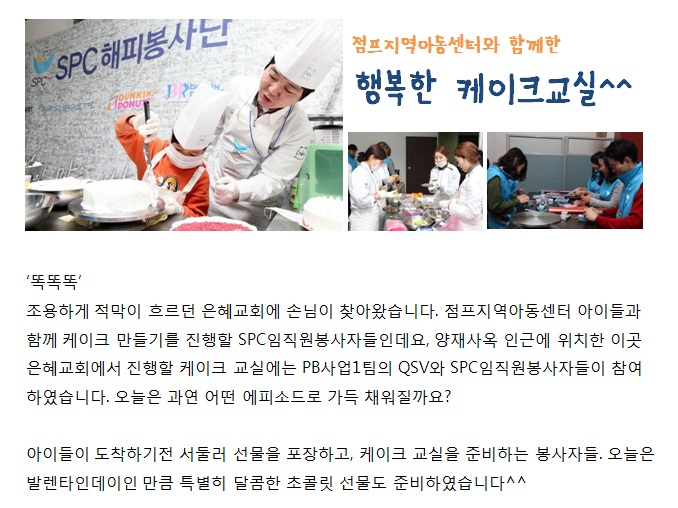 SPC 해피봉사단
SPC
DUNKIN'
DONUTS
BR
점프지역아동센터와 함께한
행복한 케이크교실^^
‘똑똑똑’
조용하게 적막이 흐르던 은혜교회에 손님이 찾아왔습니다. 점프지역아동센터 아이들과
함께 케이크 만들기를 진행할 SPC임직원봉사자들인데요, 양재사옥 인근에 위치한 이곳
은혜교회에서 진행할 케이크 교실에는 PB사업1팀의 QSV와 SPC임직원봉사자들이 참여
하였습니다. 오늘은 과연 어떤 에피소드로 가득 채워질까요?
아이들이 도착하기전 서둘러 선물을 포장하고, 케이크 교실을 준비하는 봉사자들. 오늘은
발렌타인데이인 만큼 특별히 달콤한 초콜릿 선물도 준비하였습니다^^